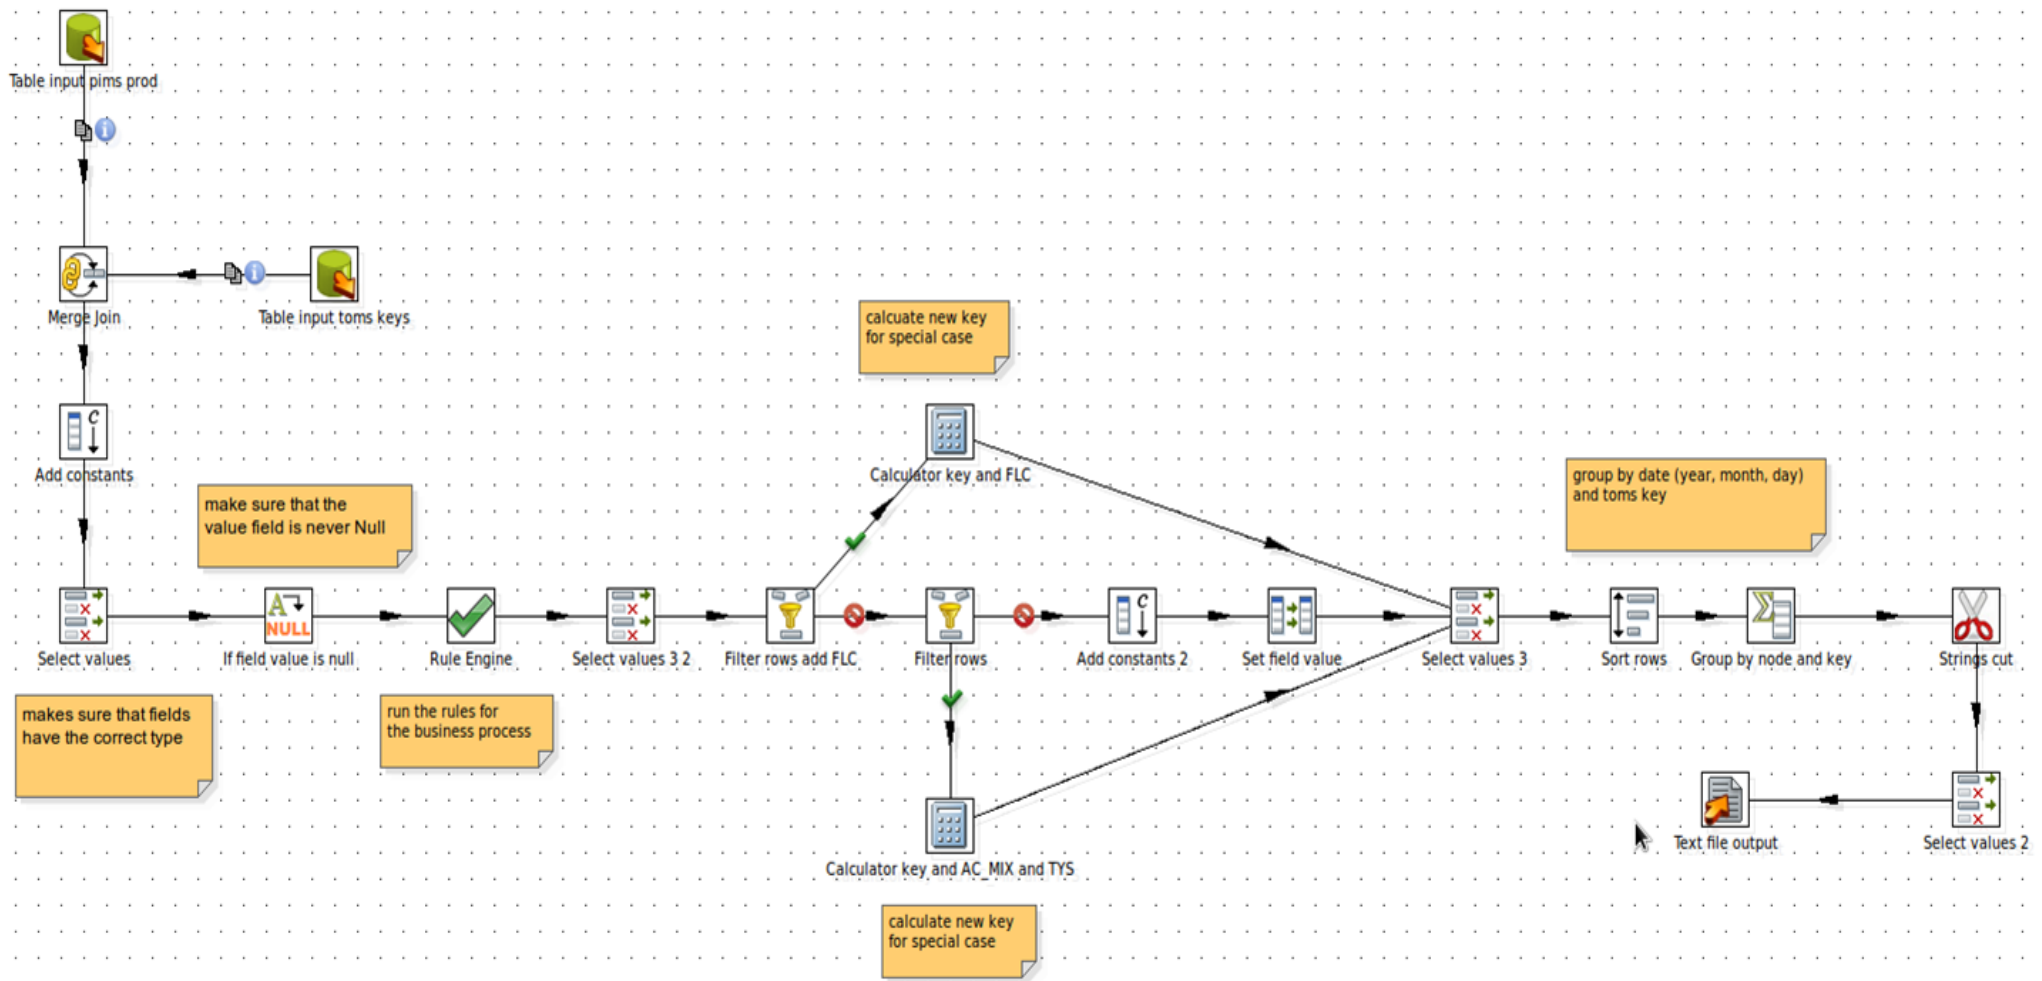 Table input pims prod
i
i
Merge Join
Table input toms keys
calcuate new key
for special case
C
Add constants
Calculator key and FLC
group by date (year, month, day)
and toms key
make sure that the
value field is never Null
A
NULL
C
Select values
If field value is null
Rule Engine
Select values 3 2
Filter rows add FLC
Filter rows
Add constants 2
Set field value
Select values 3
Sort rows
Group by node and key
Strings cut
makes sure that fields
have the correct type
run the rules for
the business process
Text file output
Select values 2
Calculator key and AC_MIX and TYS
calculate new key
for special case